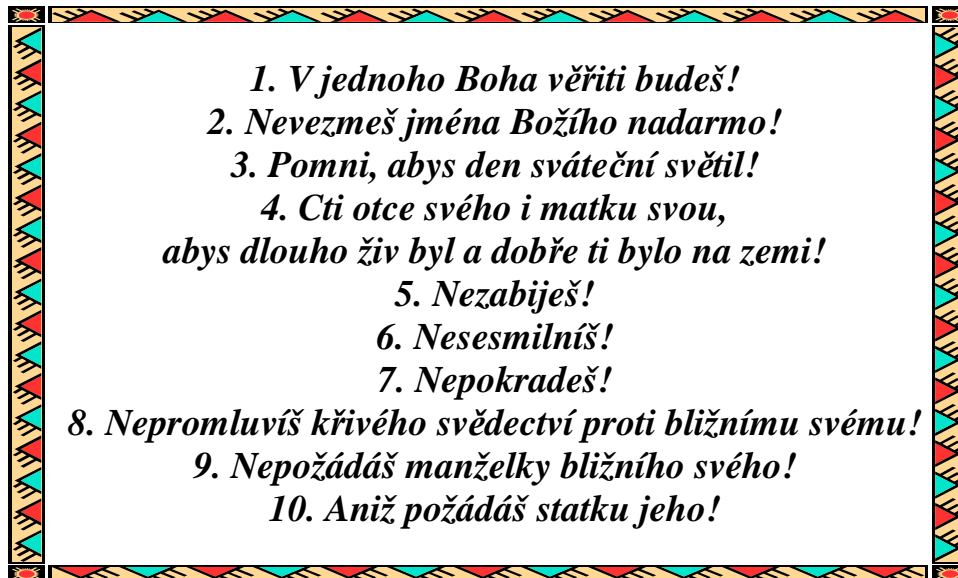 1. V jednoho Boha věřiti budeš!
2. Nevezmeš jména Božího nadarmo!
3. Pomni, abys den sváteční světil!
4. Cti otce svého i matku svou,
abys dlouho živ byl a dobře ti bylo na zemi!
5. Nezabiješ!
6. Nesesmilníš!
7. Nepokradeš!
8. Nepromluvíš křivého svědectví proti bližnímu svému!
9. Nepožádáš manželky bližního svého!
10. Aniž požádáš statku jeho!